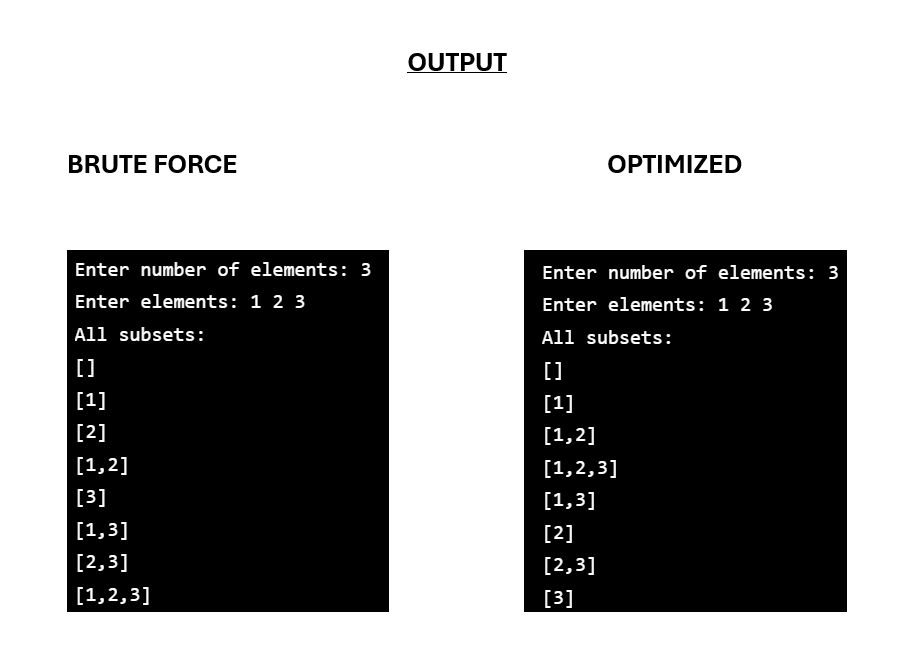 OUTPUT
BRUTE FORCE
Enter number of elements: 3
Enter elements: 1 2 3
All subsets:
[]
[1]
[2]
[1,2]
[3]
[1,3]
[2,3]
[1,2,3]
OPTIMIZED
Enter number of elements: 3
Enter elements: 1 2 3
All subsets:
[]
[1]
[1,2]
[1,2,3]
[1,3]
[2]
[2,3]
[3]